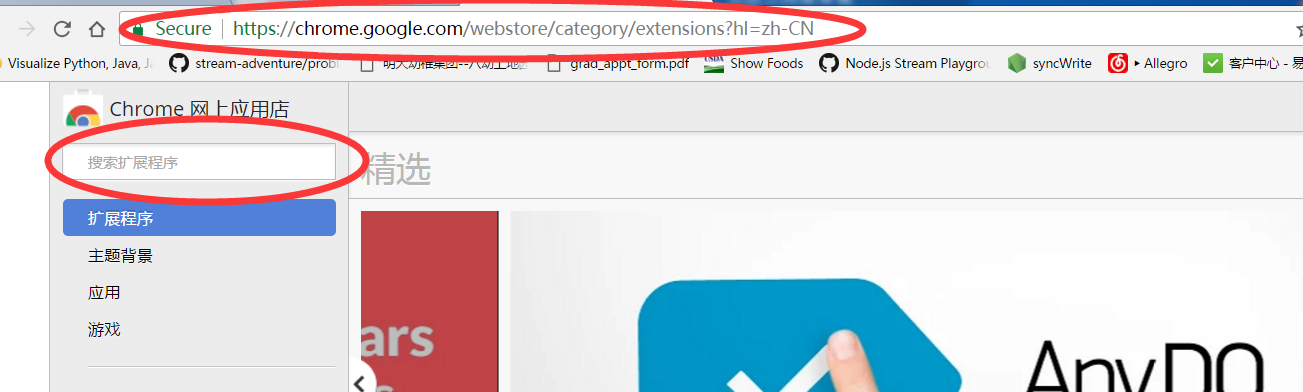 Secure https://chrome.google.com/webstore/category/extensions?hl=zh-CN
Visualize Python, Java, stream-adventure/prob grad_appt_form.pdf USDA Show Foods Node.js Stream Playgrou syncWrite ▸ Allegro 客户中心 - 易
Chrome 网上应用店
搜索扩展程序
精选
扩展程序
主题背景
应用
游戏
ars
s
AnyDO